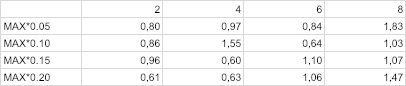 2 4 6 8
MAX*0.05 0,80 0,97 0,84 1,83
MAX*0.10 0,86 1,55 0,64 1,03
MAX*0.15 0,96 0,60 1,10 1,07
MAX*0.20 0,61 0,63 1,06 1,47